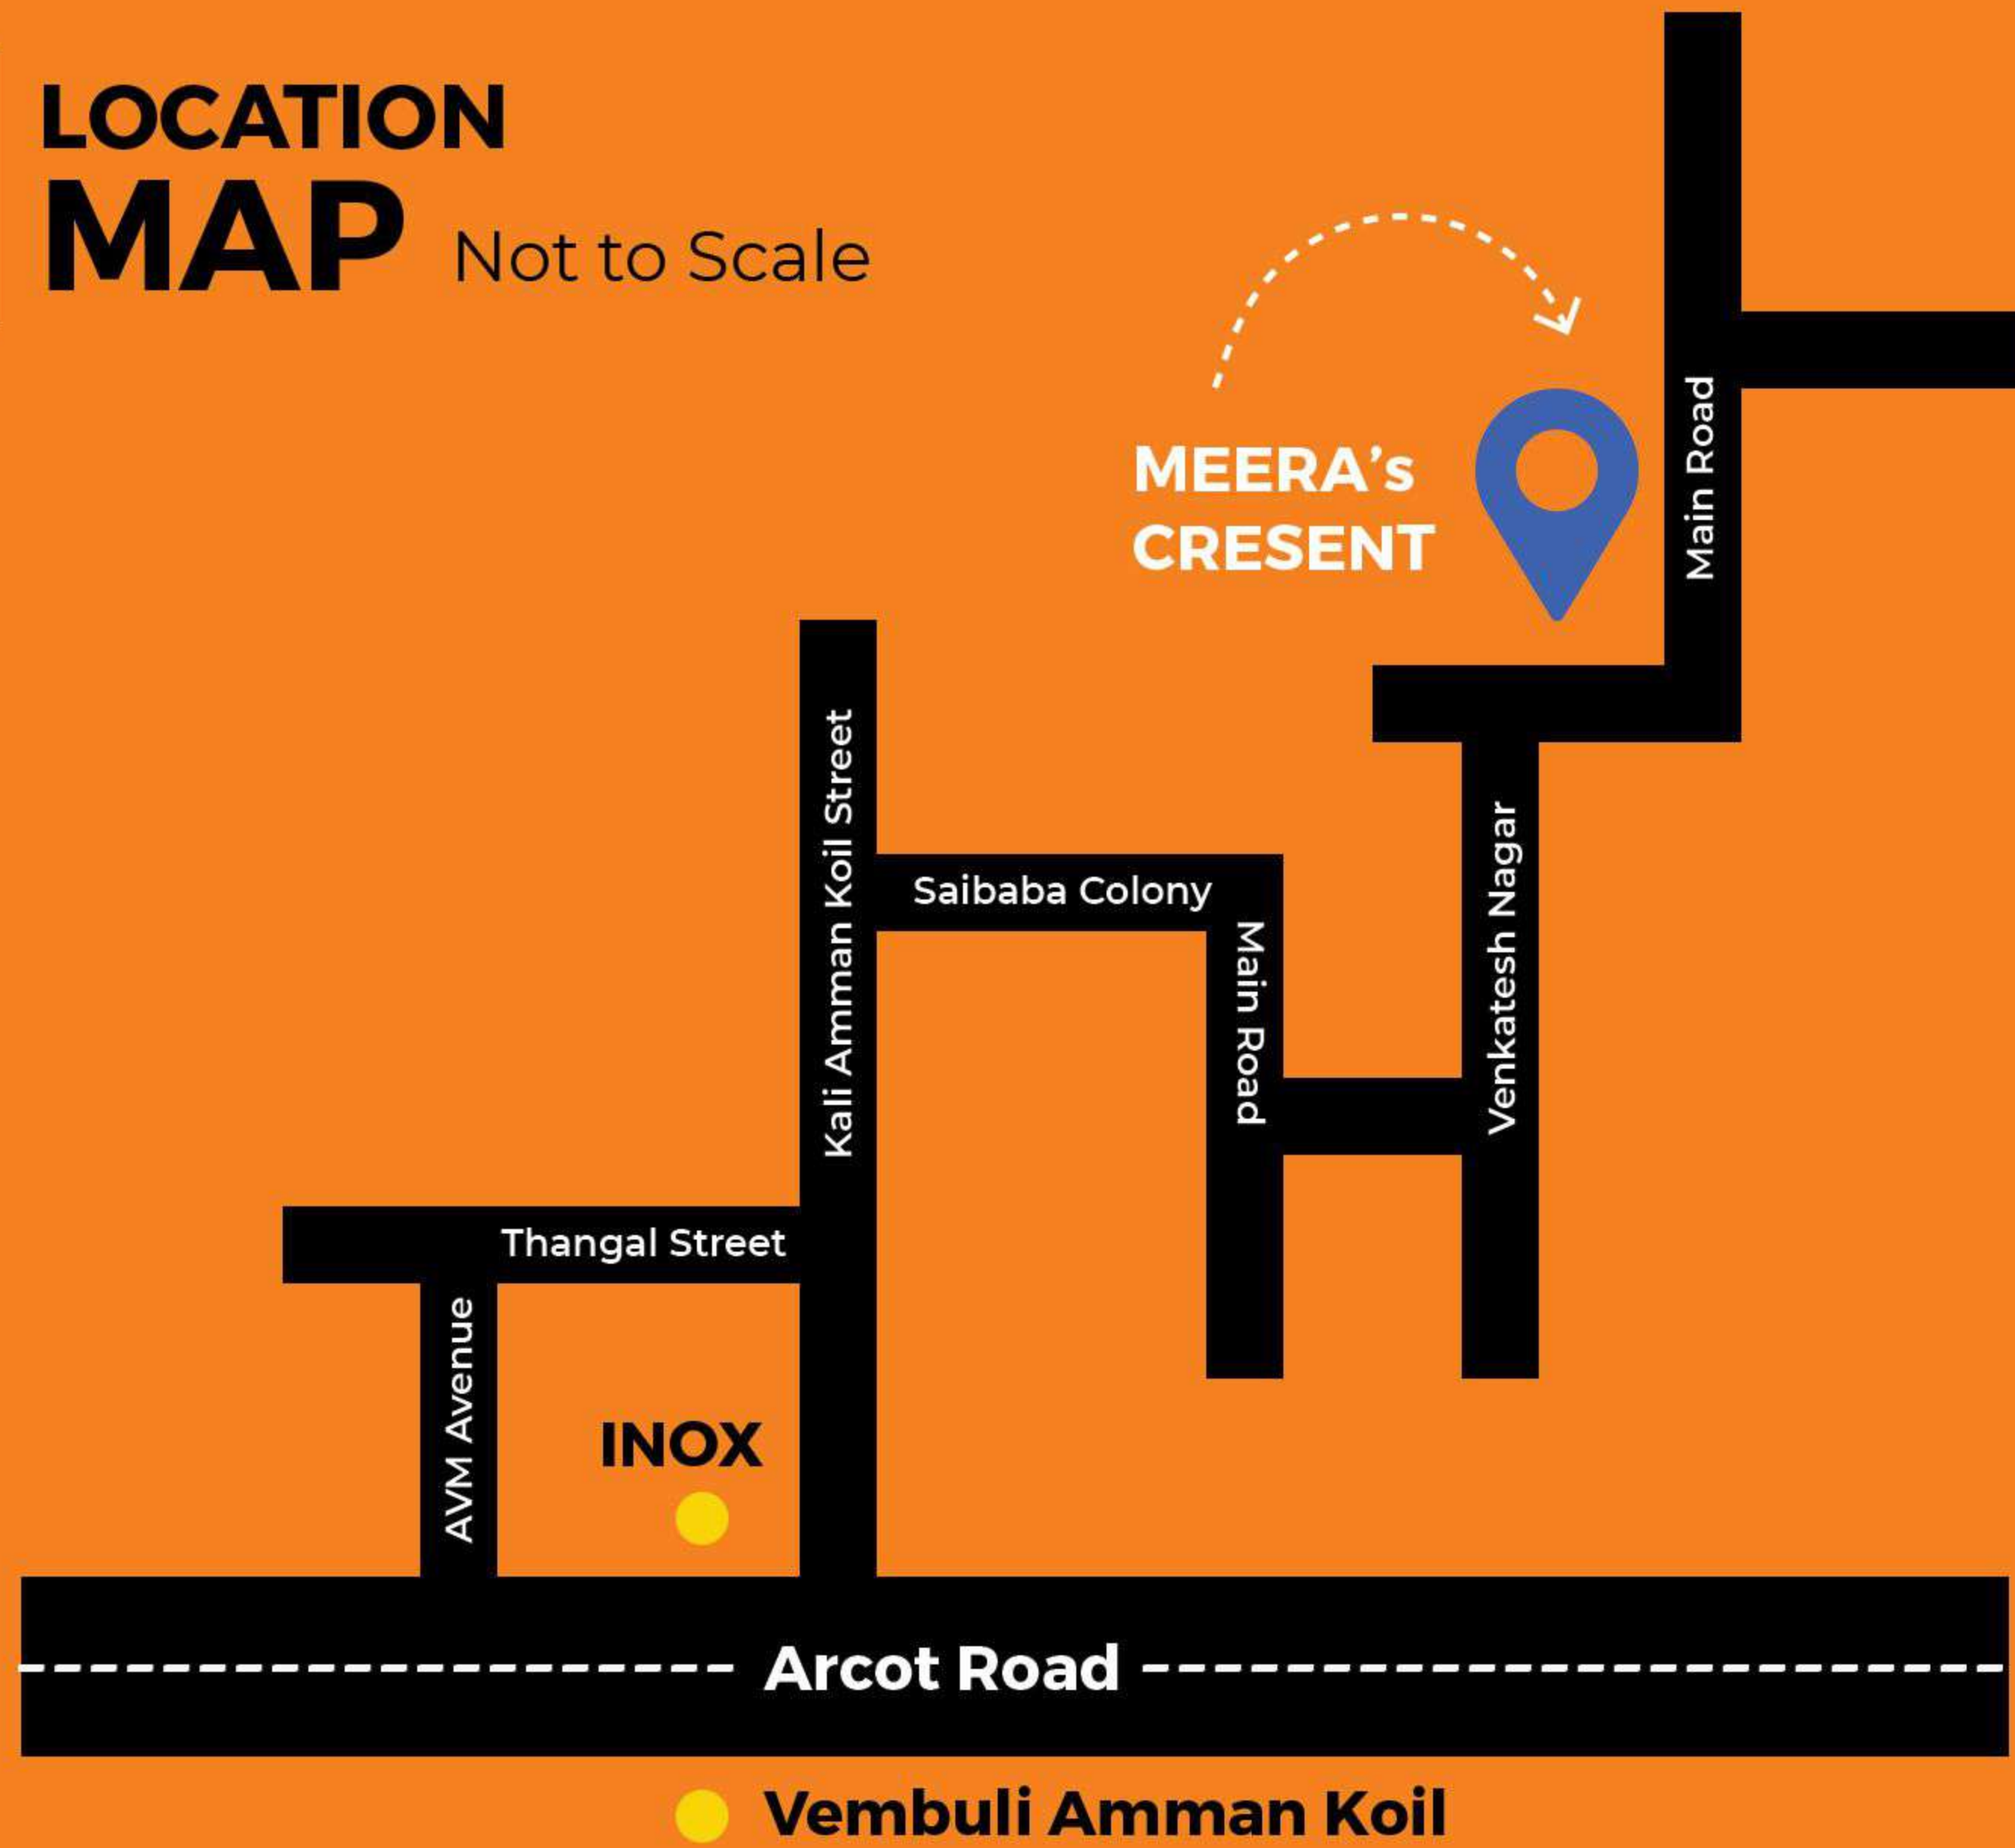 LOCATION
MAP Not to Scale
MEERA's
CRESENT
Main Road
Kali Amman Koil Street
Saibaba Colony
Main Road
Venkatesh Nagar
Thangal Street
AVM Avenue
INOX
Arcot Road
Vembuli Amman Koil